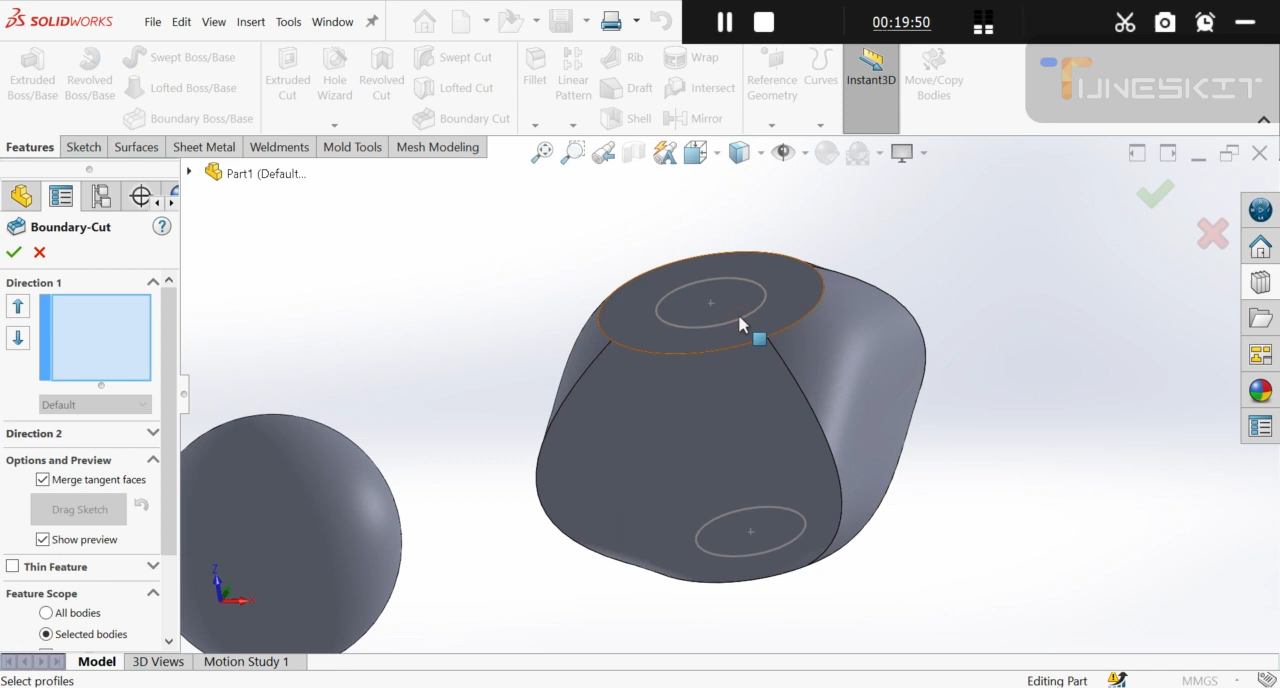 SOLIDWORKS File Edit View Insert Tools Window 00:19:50
TUNESKIT
Extruded Boss/Base
Revolved Boss/Base
Swept Boss/Base
Lofted Boss/Base
Boundary Boss/Base
Extruded Cut
Hole Wizard
Revolved Cut
Swept Cut
Lofted Cut
Boundary Cut
Fillet
Linear Pattern
Rib
Draft
Shell
Wrap
Intersect
Mirror
Reference Geometry
Curves
Instant3D
Move/Copy Bodies
Features Sketch Surfaces Sheet Metal Weldments Mold Tools Mesh Modeling
Part1 (Default...
Boundary-Cut
Direction 1
Default
Direction 2
Options and Preview
Merge tangent faces
Drag Sketch
Show preview
Thin Feature
Feature Scope
All bodies
Selected bodies
Z
Model 3D Views Motion Study 1
Select profiles Editing Part MMGS